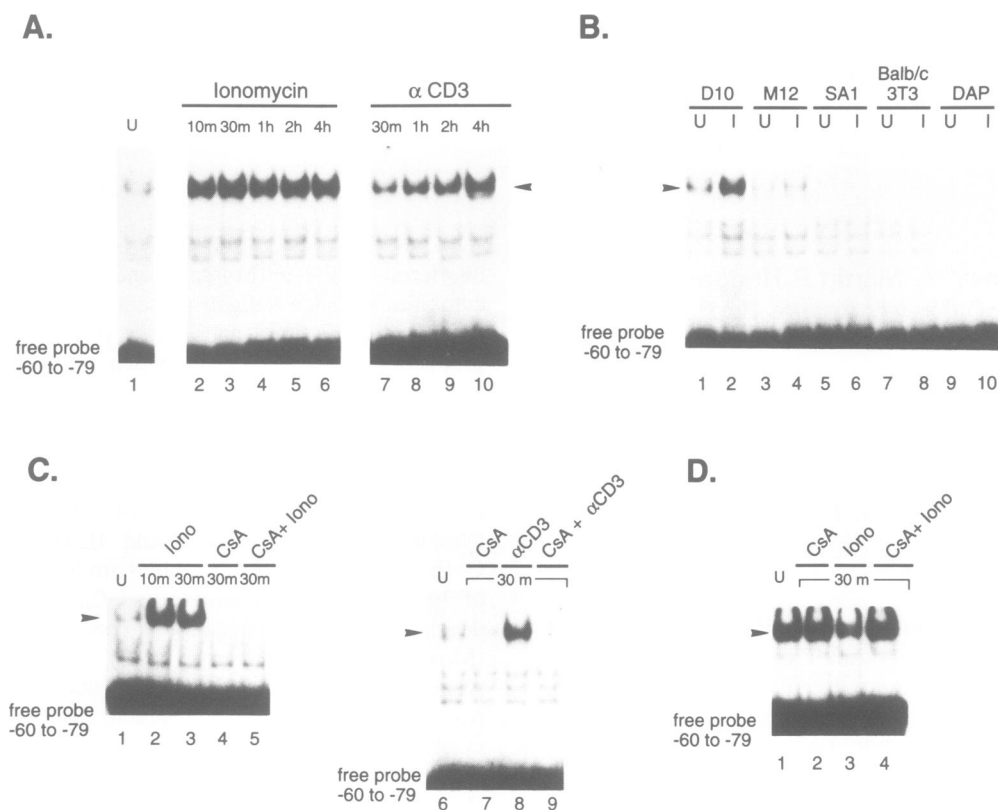 A.
Ionomycin
α CD3
U
10m 30m 1h 2h 4h
30m 1h 2h 4h
free probe
-60 to -79
1
2 3 4 5 6
7 8 9 10
B.
D10 M12 SA1 Balb/c
3T3 DAP
U I U I U I U I U I
free probe
-60 to -79
1 2 3 4 5 6 7 8 9 10
C.
Iono CsA CsA+ Iono
U 10m 30m 30m 30m
free probe
-60 to -79
1 2 3 4 5
CsA αCD3 CsA + αCD3
U 30 m
free probe
-60 to -79
6 7 8 9
D.
CsA Iono CsA+ Iono
U 30 m
free probe
-60 to -79
1 2 3 4